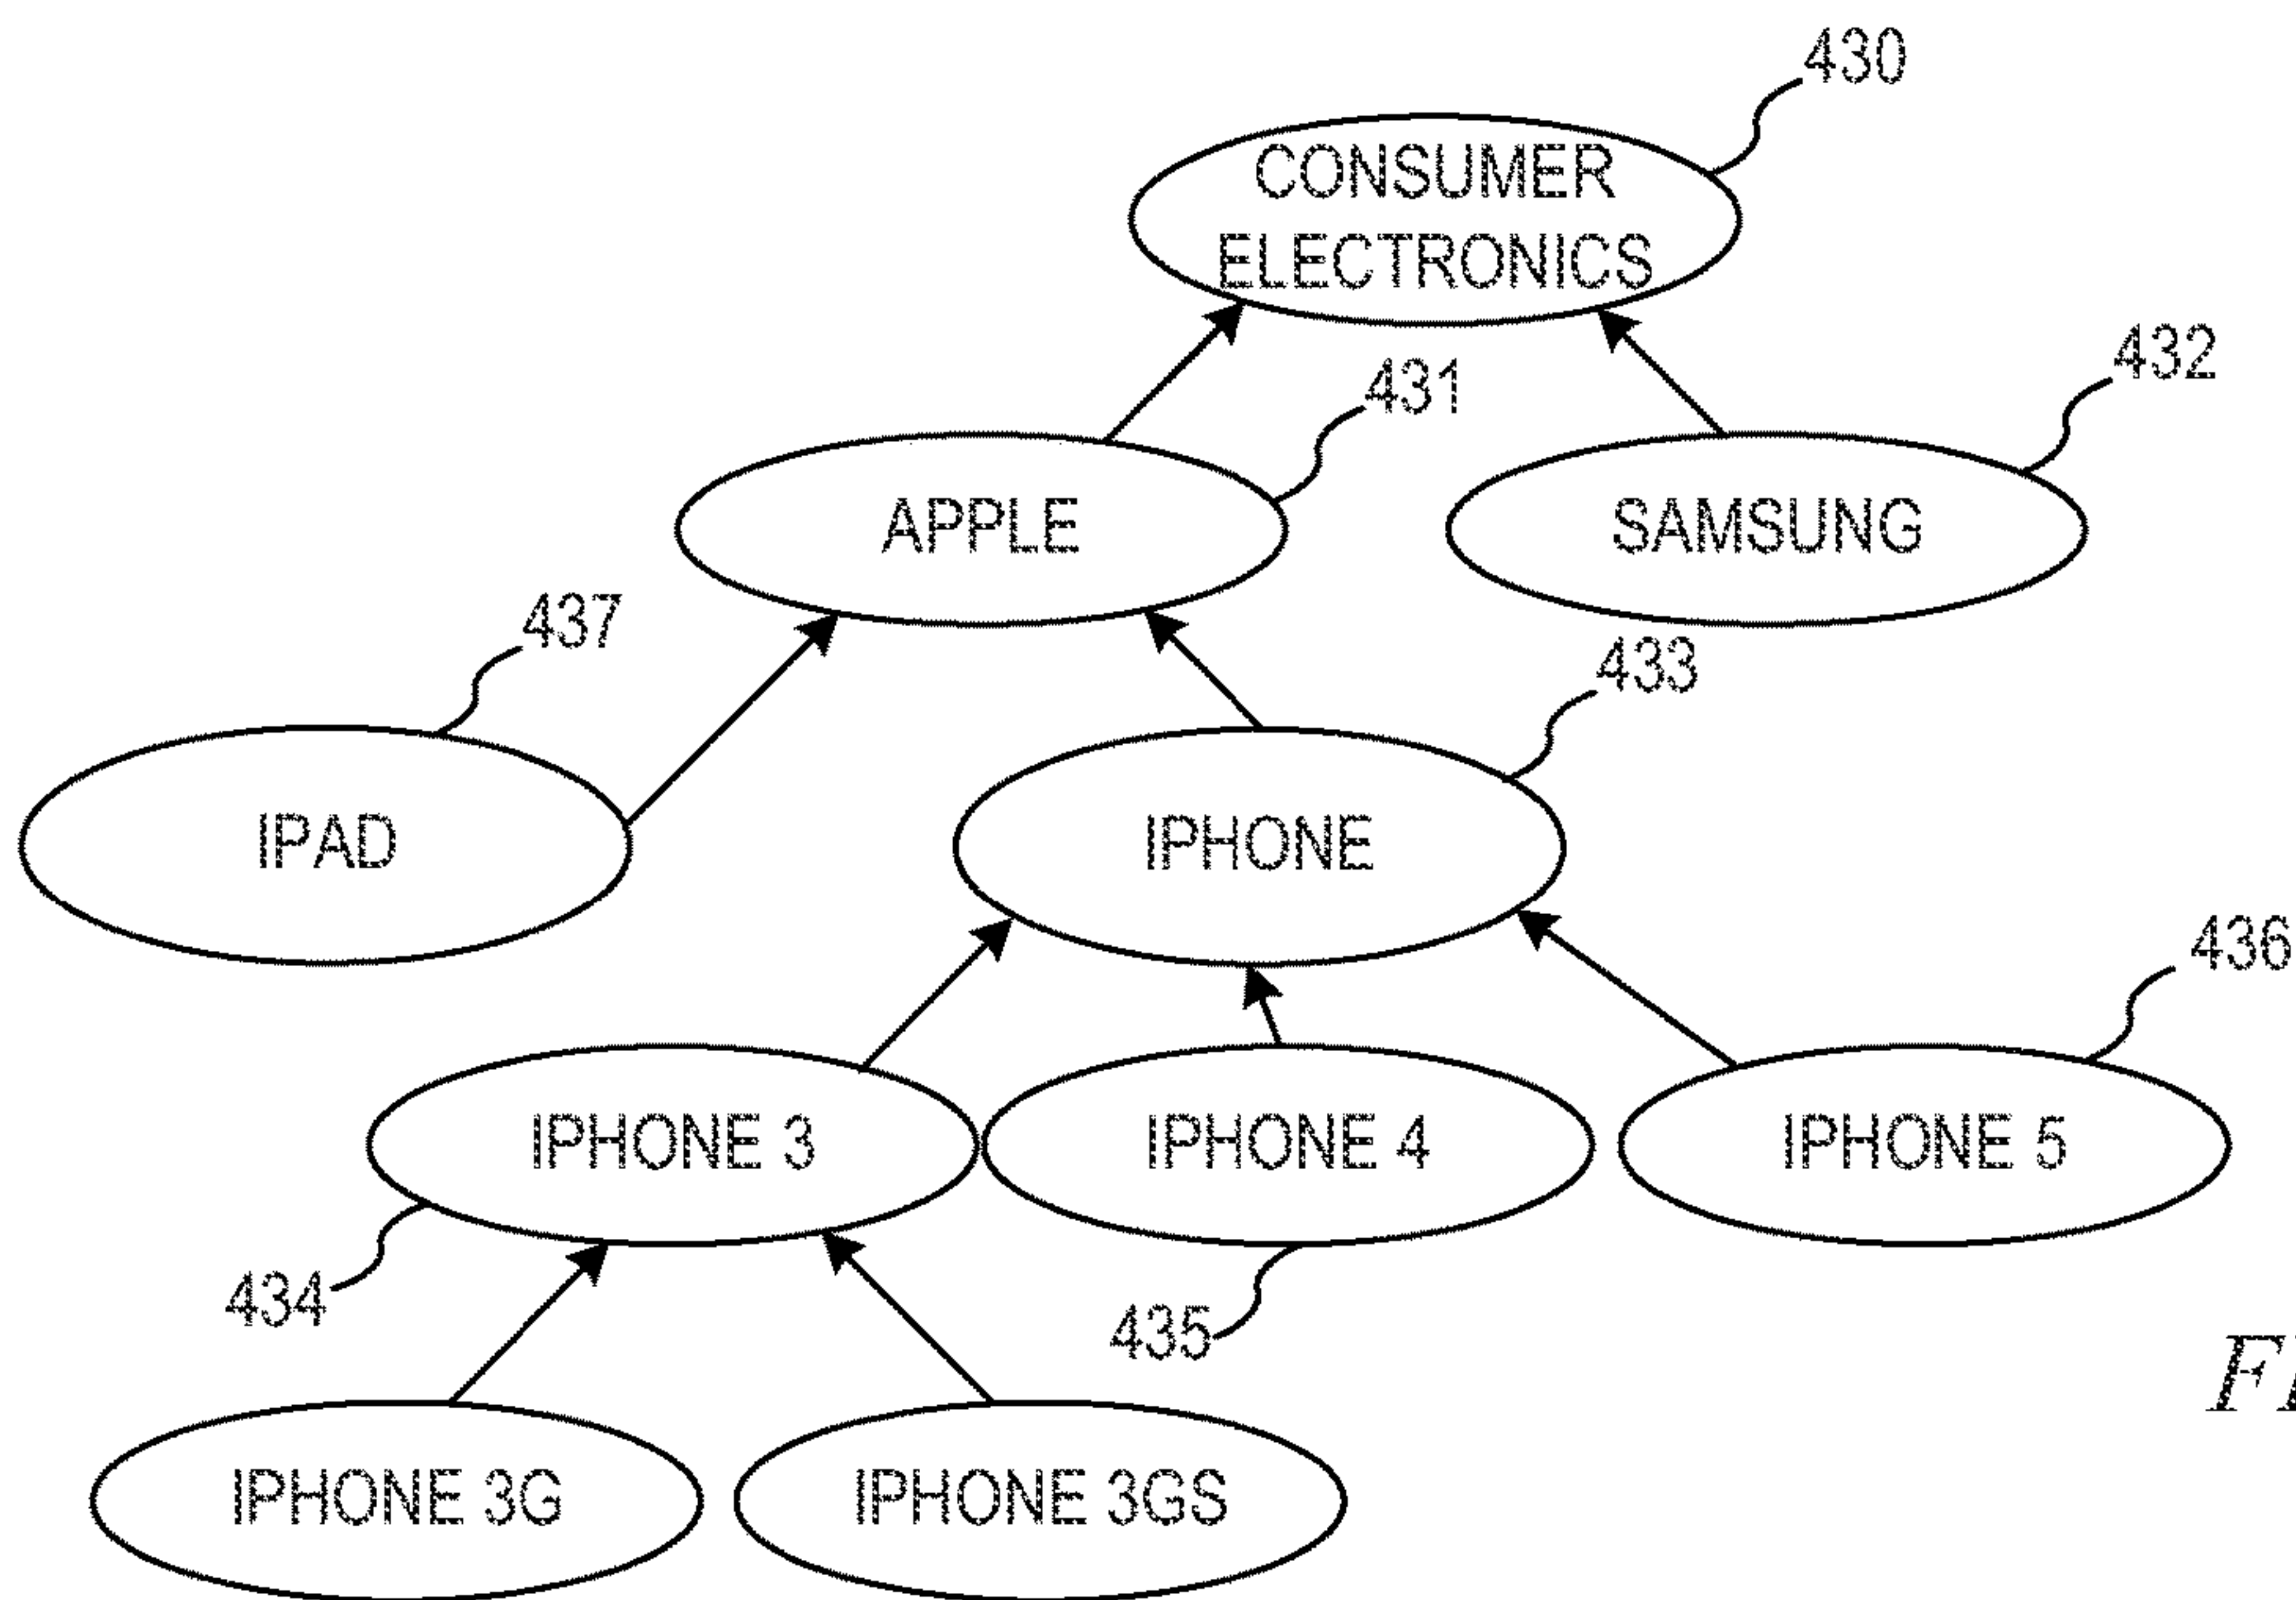 430
CONSUMER
ELECTRONICS
432
431
APPLE
SAMSUNG
437
433
IPAD
IPHONE
436
IPHONE 3
IPHONE 4
IPHONE 5
434
435
IPHONE 3G
IPHONE 3GS